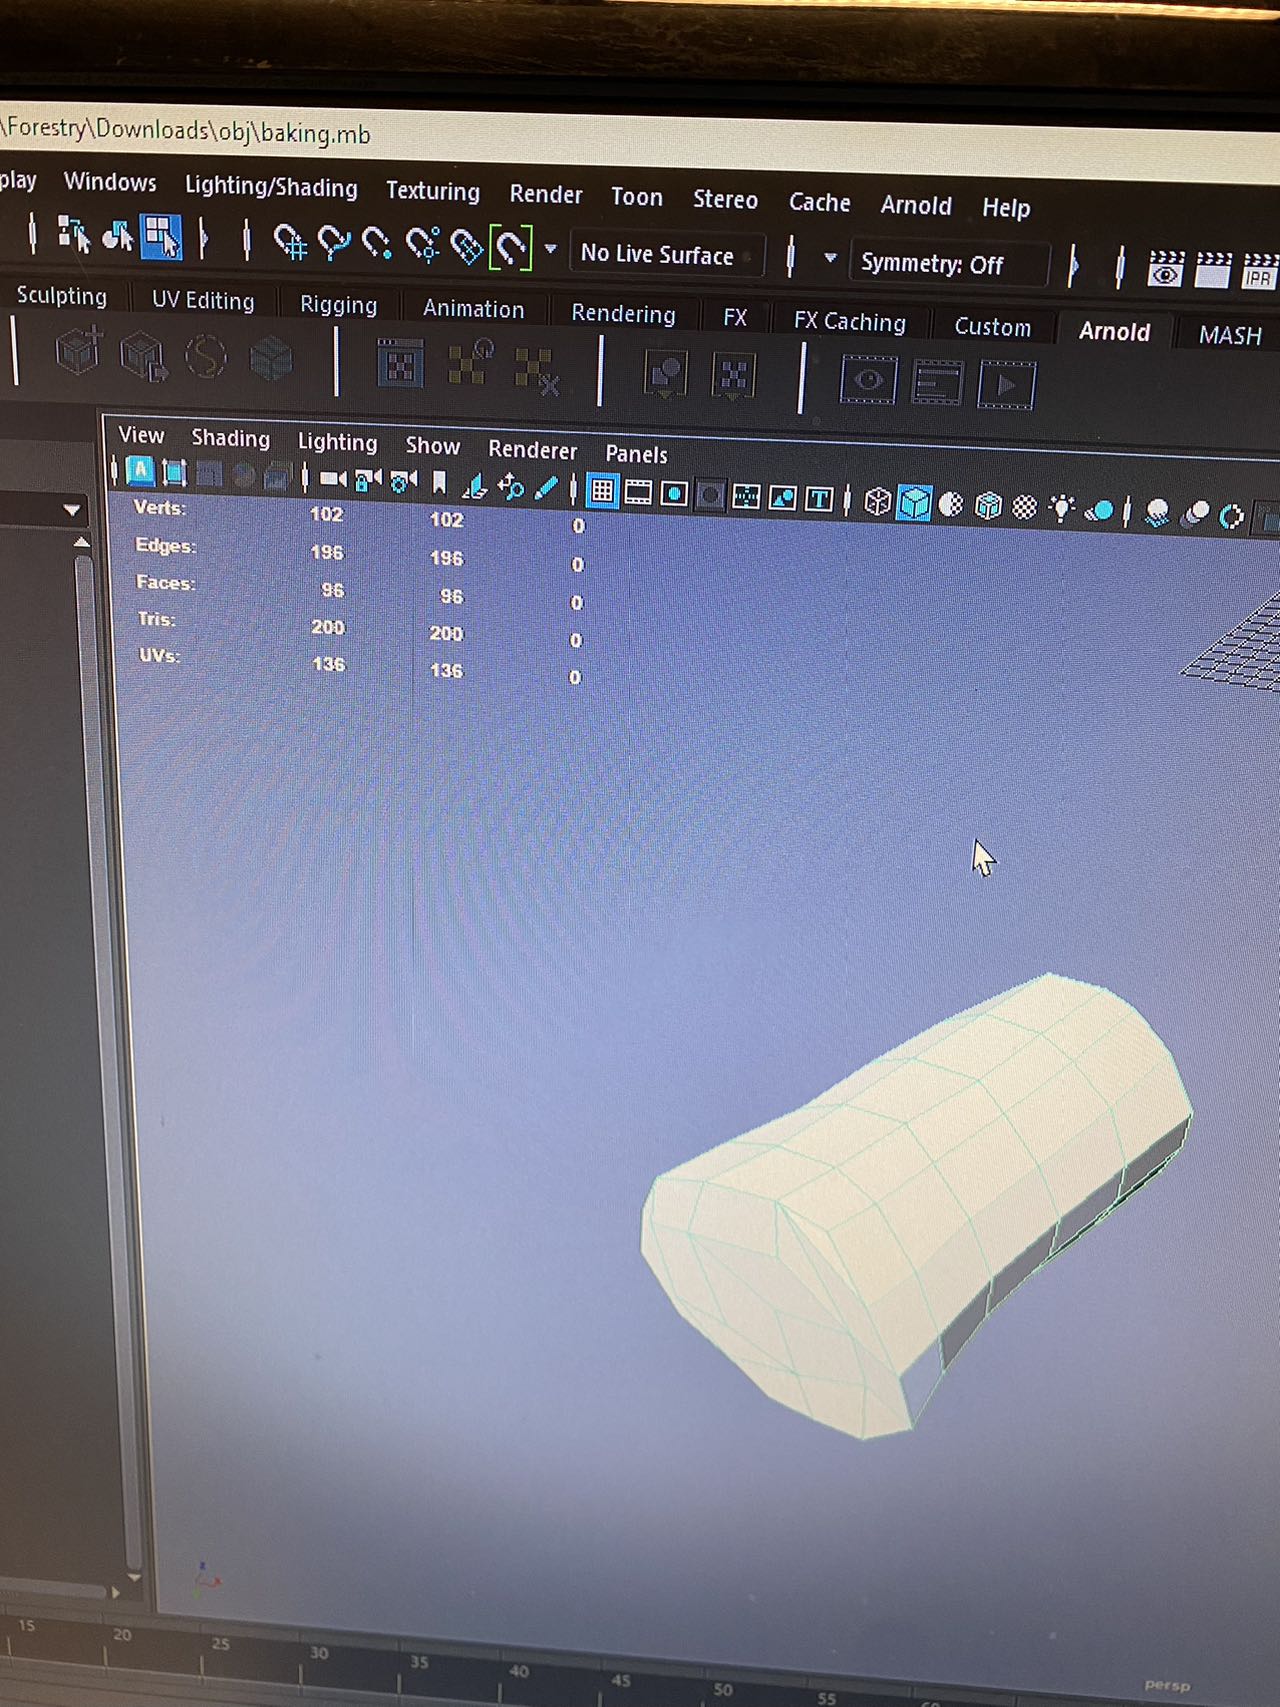 \Forestry\Downloads\obj\baking.mb
play Windows Lighting/Shading Texturing Render Toon Stereo Cache Arnold Help
No Live Surface Symmetry: Off IPR
Sculpting UV Editing Rigging Animation Rendering FX FX Caching Custom Arnold MASH
View Shading Lighting Show Renderer Panels
A T
Verts: 102 102 0
Edges: 196 196 0
Faces: 96 96 0
Tris: 200 200 0
UVs: 136 136 0
z
x
15 20 25 30 35 40 45 50 55
persp